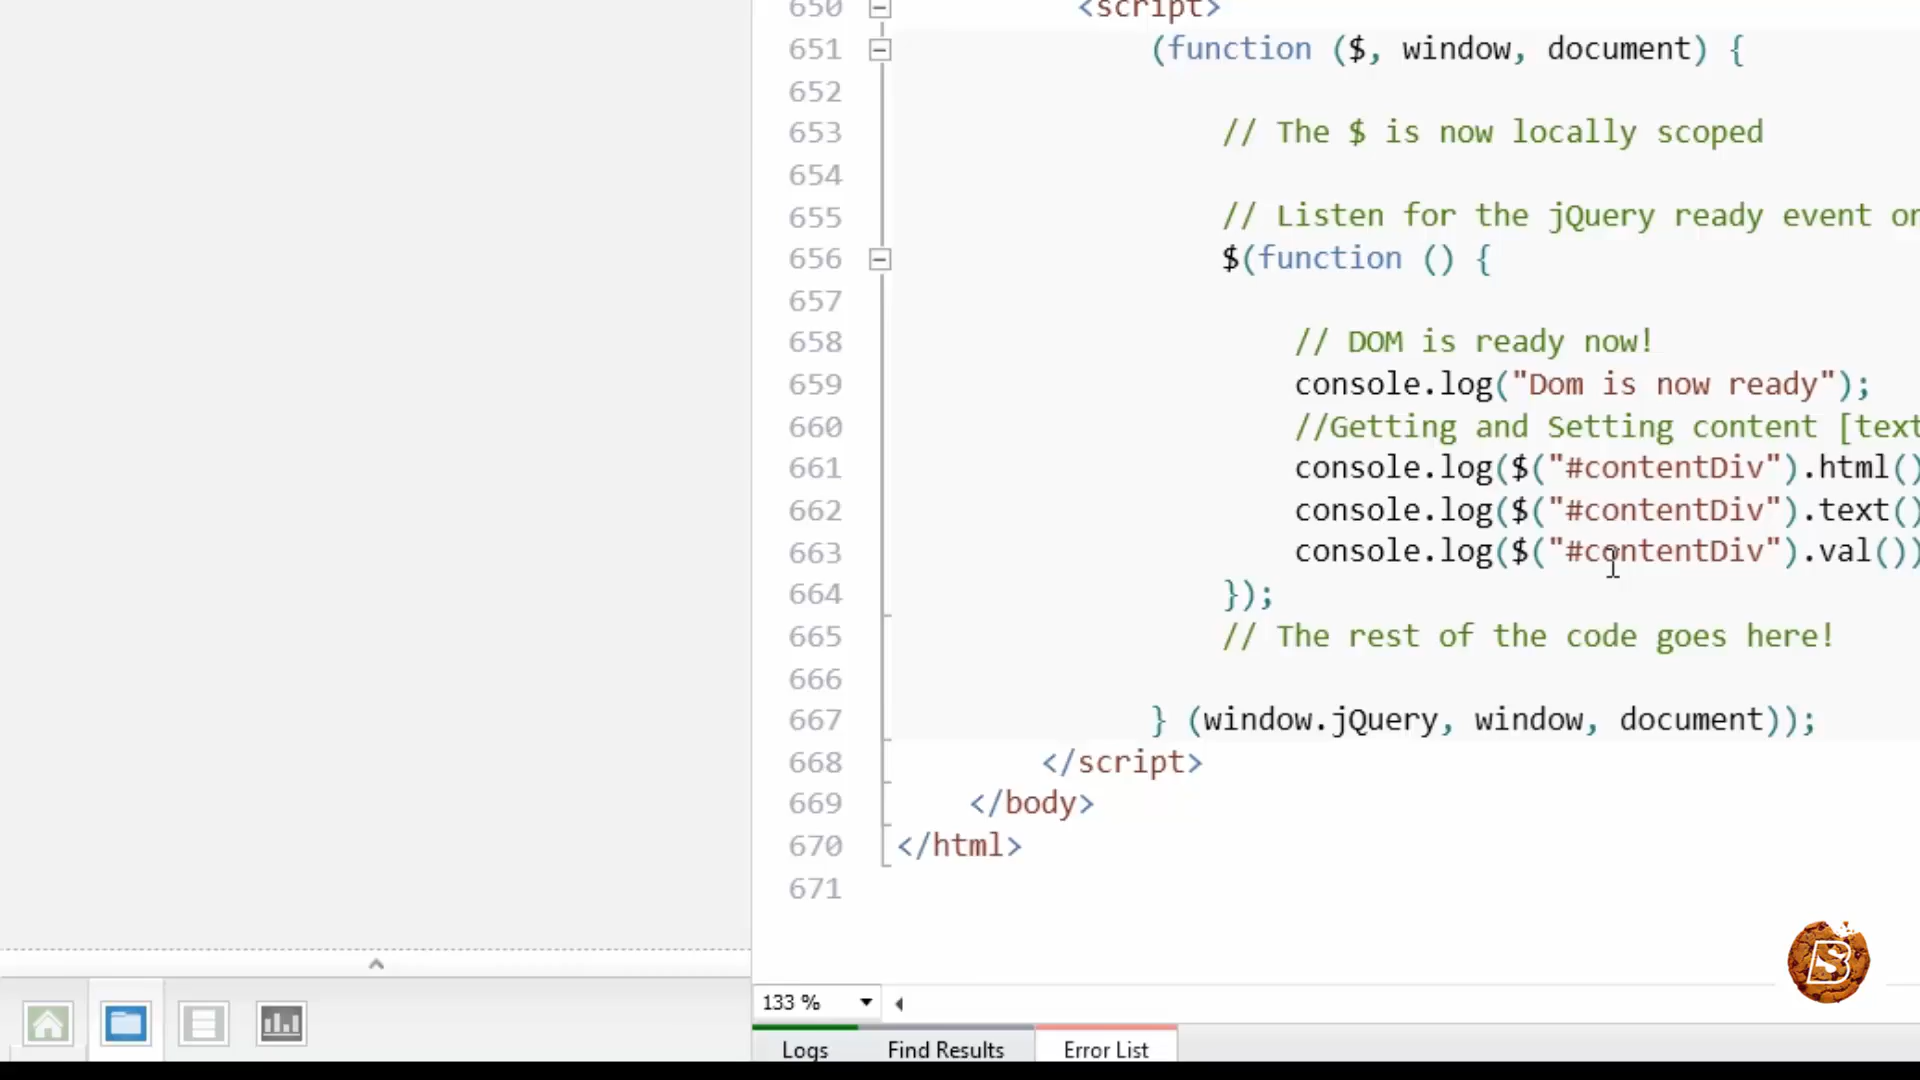 650 <script>
651 (function ($, window, document) {
652
653 // The $ is now locally scoped
654
655 // Listen for the jQuery ready event on
656 $(function () {
657
658 // DOM is ready now!
659 console.log("Dom is now ready");
660 //Getting and Setting content [text
661 console.log($("#contentDiv").html()
662 console.log($("#contentDiv").text()
663 console.log($("#contentDiv").val())
664 });
665 // The rest of the code goes here!
666
667 } (window.jQuery, window, document));
668 </script>
669 </body>
670 </html>
671
133 %
Logs Find Results Error List